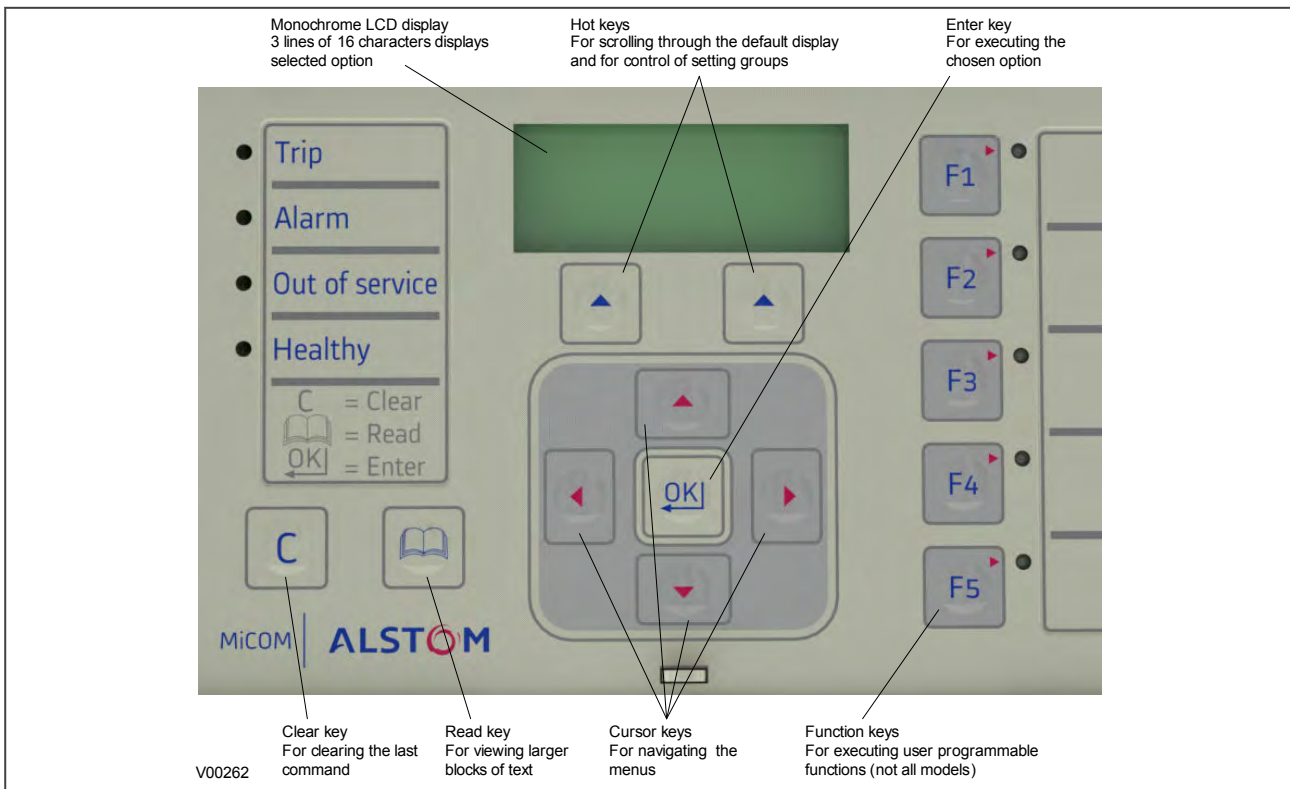 Monochrome LCD display
3 lines of 16 characters displays
selected option
Hot keys
For scrolling through the default display
and for control of setting groups
Enter key
For executing the
chosen option
Trip
Alarm
Out of service
Healthy
C = Clear
= Read
OK = Enter
F1
F2
F3
F4
F5
OK
C
MiCOM
ALSTOM
Clear key
For clearing the last
command
Read key
For viewing larger
blocks of text
Cursor keys
For navigating the
menus
Function keys
For executing user programmable
functions (not all models)
V00262